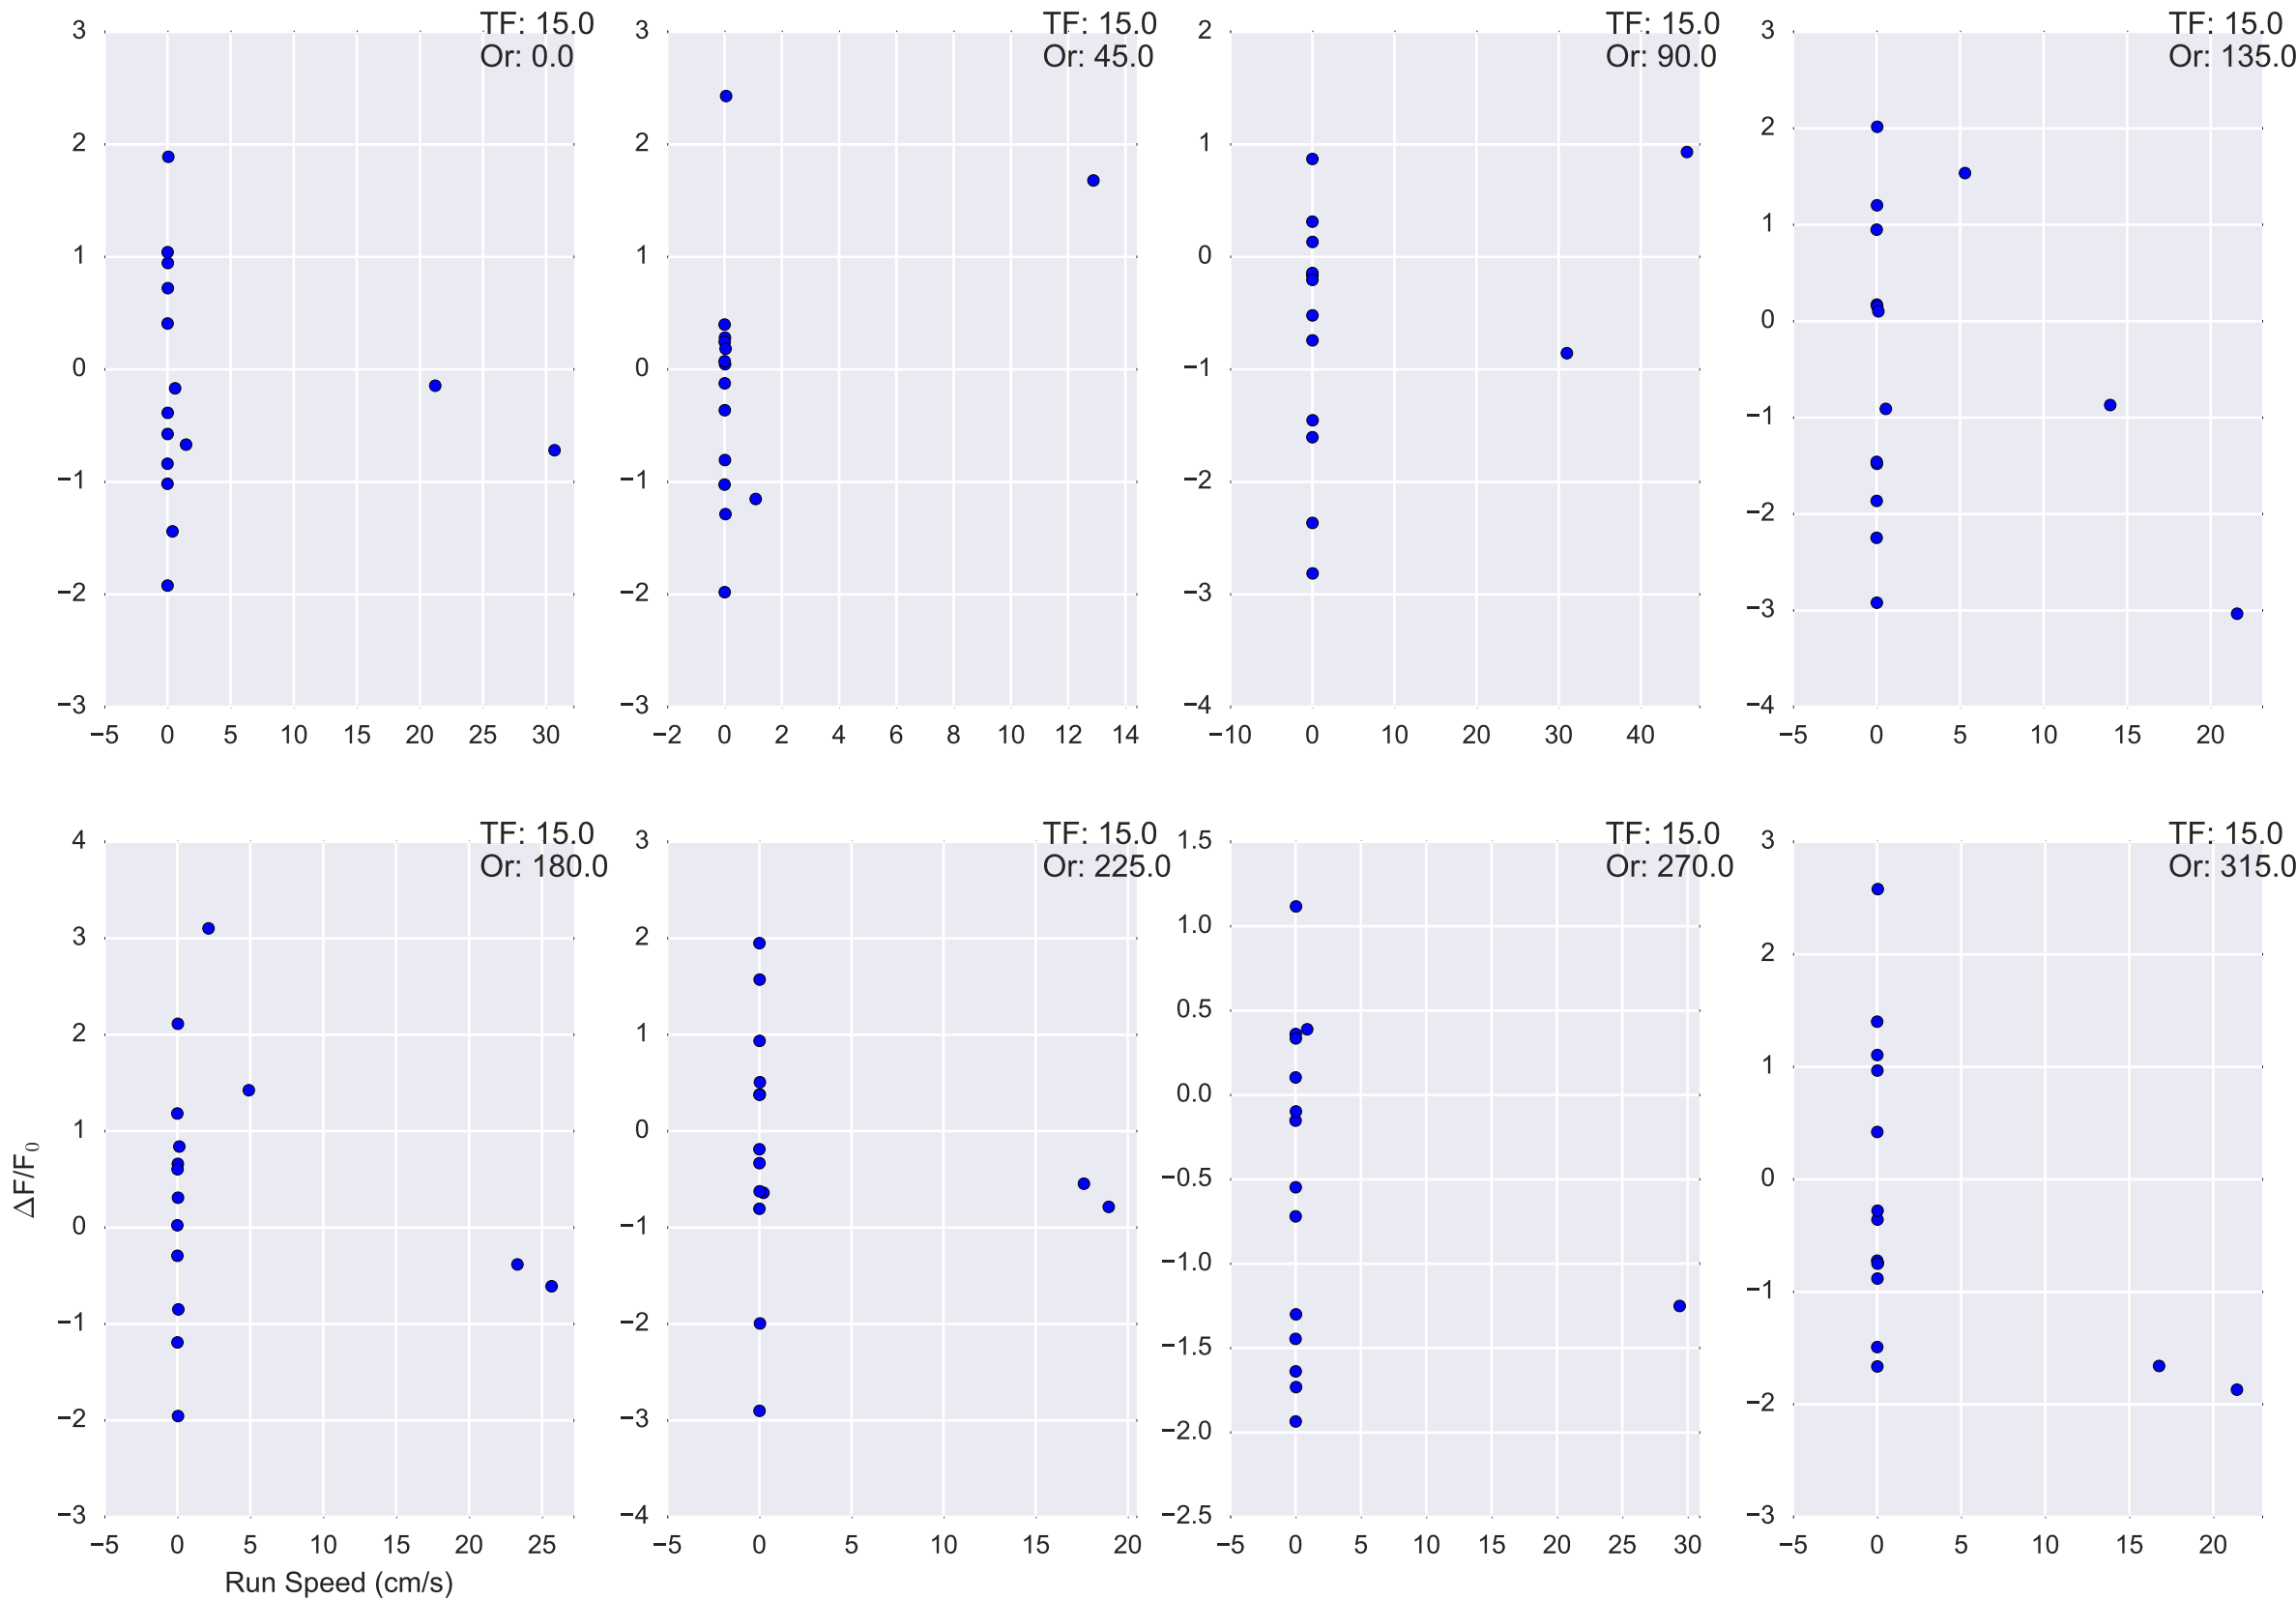 TF: 15.0
Or: 0.0
3
2
1
0
−1
−2
−3
−5 0 5 10 15 20 25 30
TF: 15.0
Or: 45.0
3
2
1
0
−1
−2
−3
−2 0 2 4 6 8 10 12 14
TF: 15.0
Or: 90.0
2
1
0
−1
−2
−3
−4
−10 0 10 20 30 40
TF: 15.0
Or: 135.0
3
2
1
0
−1
−2
−3
−4
−5 0 5 10 15 20
TF: 15.0
Or: 180.0
4
3
2
1
0
−1
−2
−3
−5 0 5 10 15 20 25
ΔF/F₀
Run Speed (cm/s)
TF: 15.0
Or: 225.0
3
2
1
0
−1
−2
−3
−4
−5 0 5 10 15 20
TF: 15.0
Or: 270.0
1.5
1.0
0.5
0.0
−0.5
−1.0
−1.5
−2.0
−2.5
−5 0 5 10 15 20 25 30
TF: 15.0
Or: 315.0
3
2
1
0
−1
−2
−3
−5 0 5 10 15 20